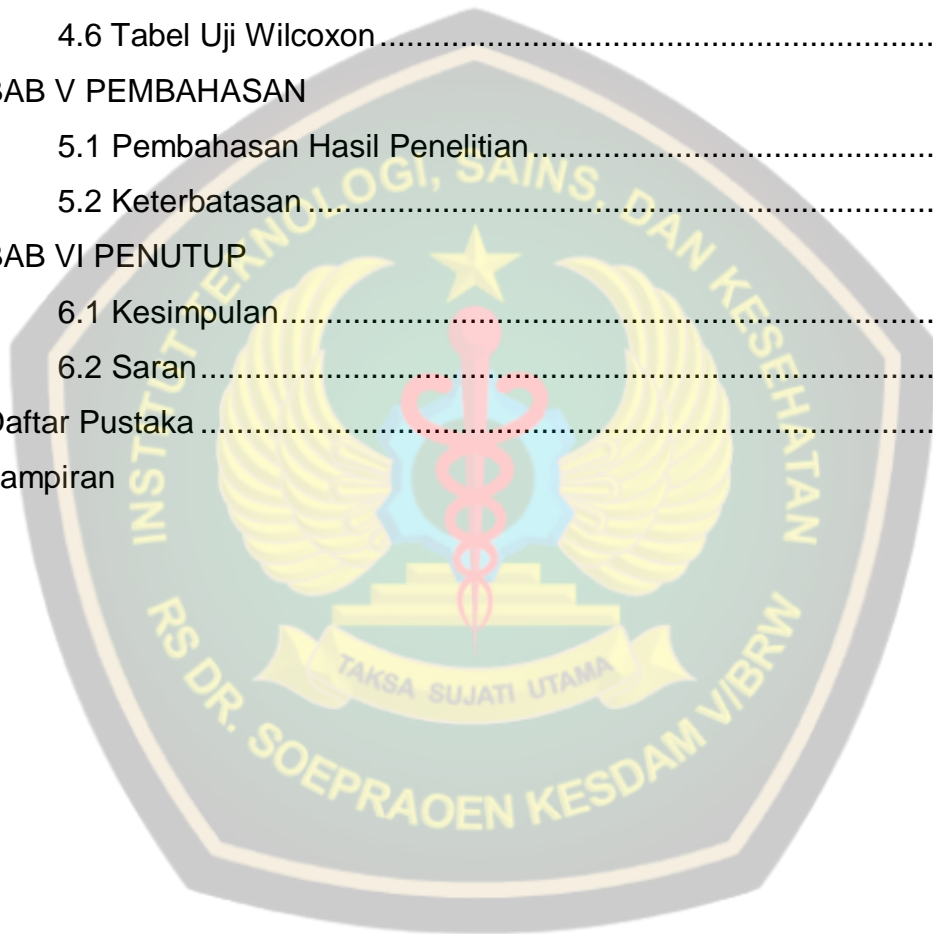 4.6 Tabel Uji Wilcoxon........................................................................
BAB V PEMBAHASAN
5.1 Pembahasan Hasil Penelitian.............................................
5.2 Keterbatasan......................................................................
BAB VI PENUTUP
6.1 Kesimpulan.........................................................................
6.2 Saran..................................................................................
Daftar Pustaka..................................................................................
ampiran
INSTITUT TEKNOLOGI, SAINS, DAN KESEHATAN
TAKSA SUJATI UTAMA
RS DR. SOEPRAOEN KESDAM V/BRW